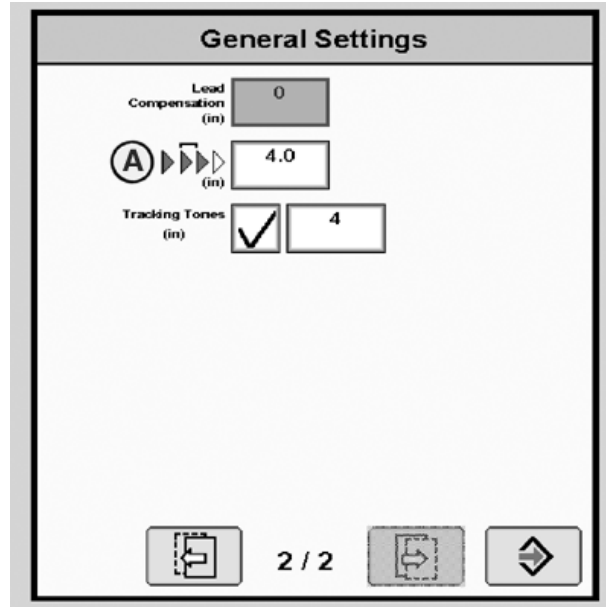 General Settings
Lead
Compensation
(in)
0
A
(in)
4.0
Tracking Tones
(in)
4
2 / 2